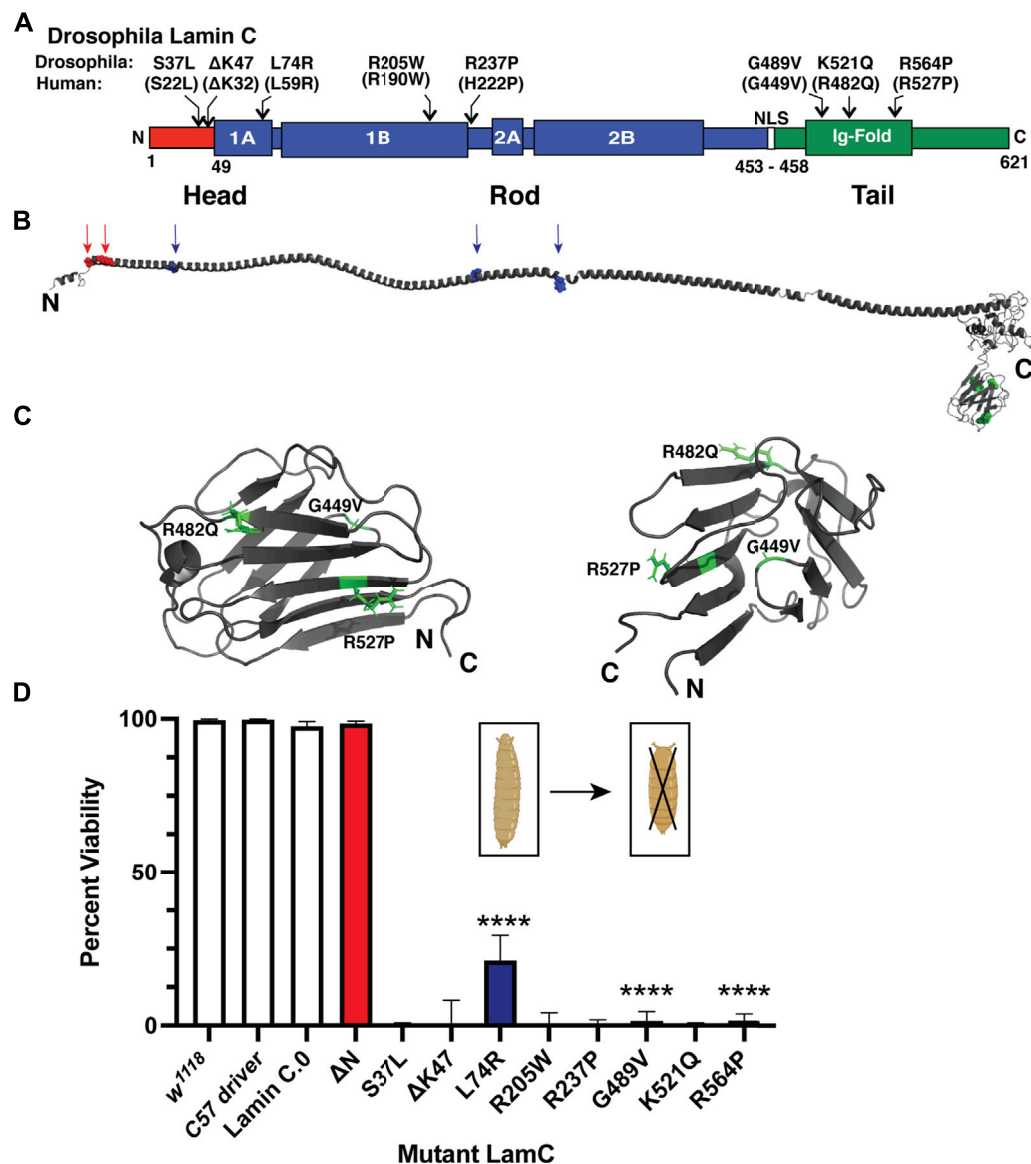 A
Drosophila Lamin C
Drosophila: S37L ΔK47 L74R R205W R237P G489V K521Q R564P
Human: (S22L) (ΔK32) (L59R) (R190W) (H222P) (G449V) (R482Q) (R527P)
NLS
N 1A 1B 2A 2B Ig-Fold C
1 49 453 - 458 621
Head Rod Tail
B
N
C
C
R482Q G449V
R527P
N
C
R482Q
G449V
R527P
C
N
D
100
50
0
Percent Viability
****
****
****
w1118
C57 driver
Lamin C.0
ΔN
S37L
ΔK47
L74R
R205W
R237P
G489V
K521Q
R564P
Mutant LamC